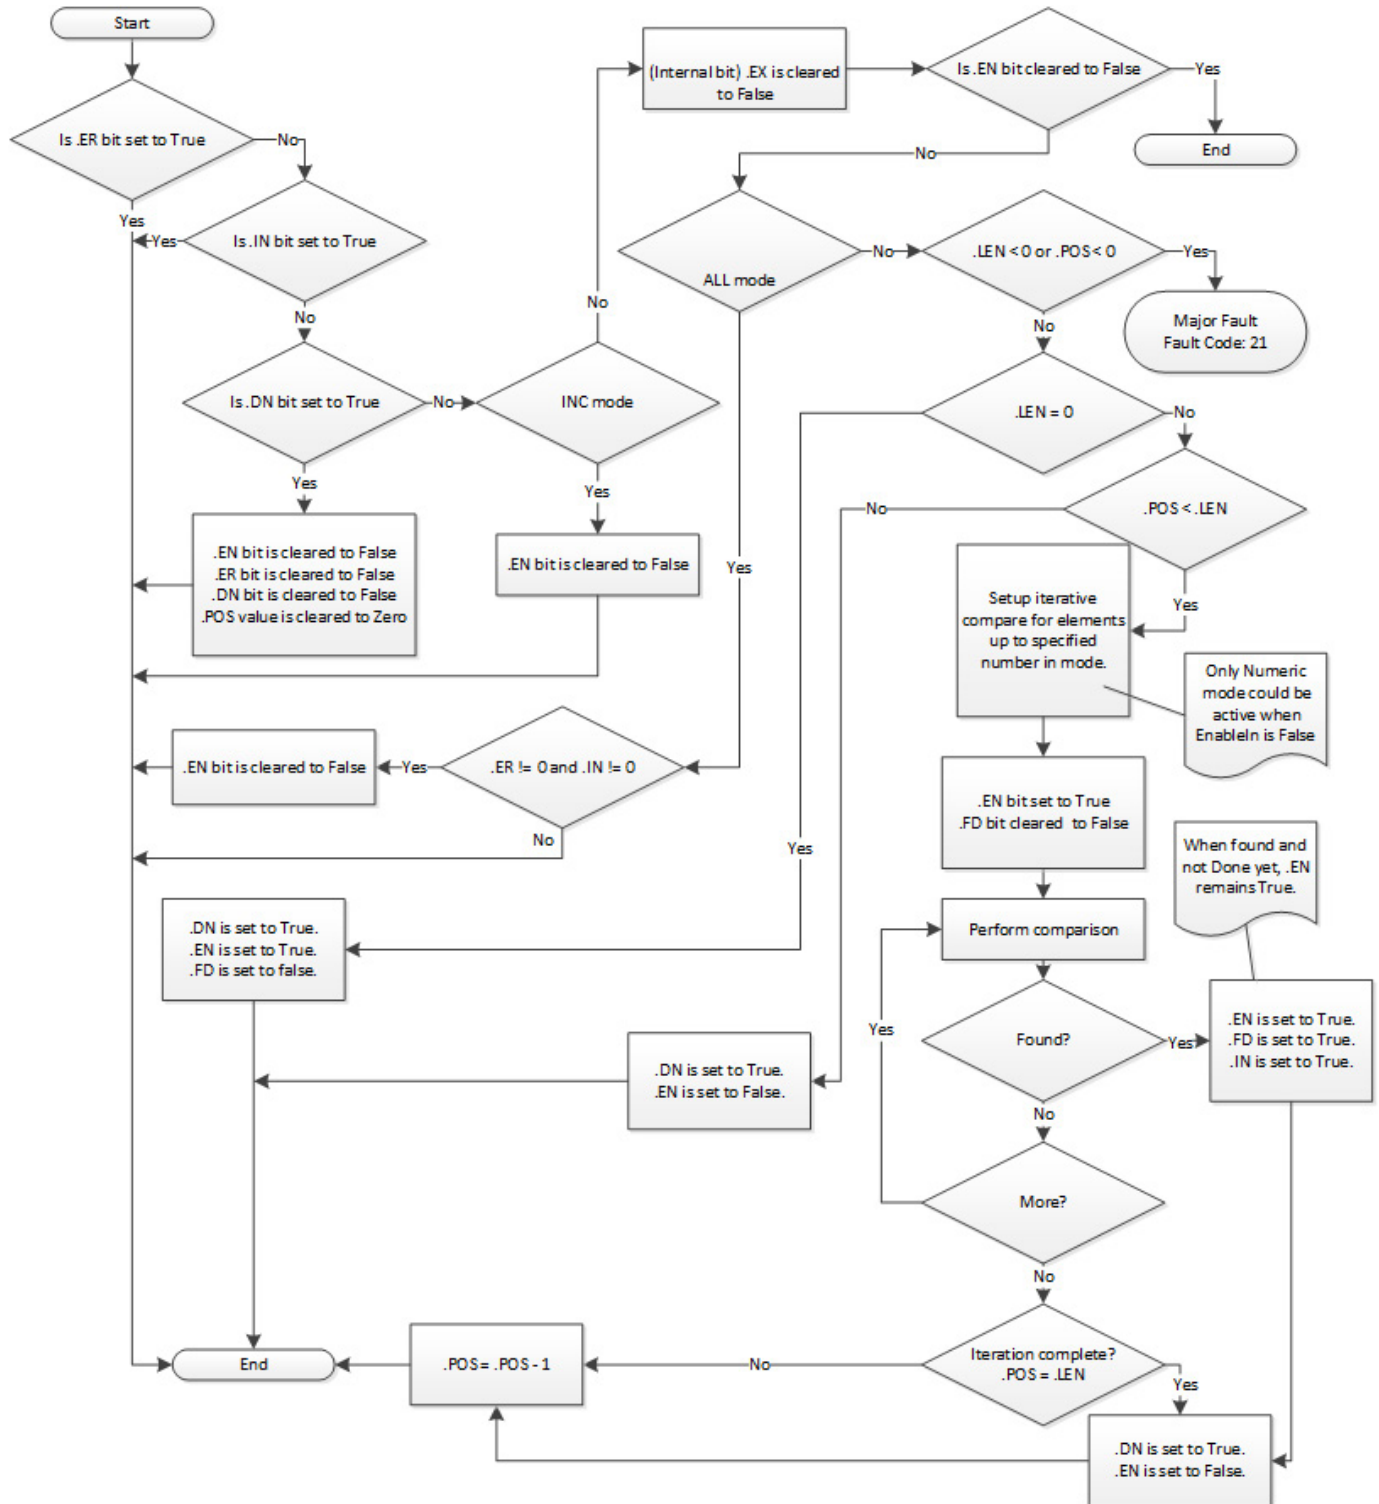 Start
Is .ER bit set to True
No
Yes
Is .IN bit set to True
Yes
No
Is .DN bit set to True
No
Yes
.EN bit is cleared to False
.ER bit is cleared to False
.DN bit is cleared to False
.POS value is cleared to Zero
INC mode
No
Yes
.EN bit is cleared to False
(Internal bit) .EX is cleared
to False
Is .EN bit cleared to False
Yes
End
No
ALL mode
No
Yes
.ER != 0 and .IN != 0
Yes
.EN bit is cleared to False
No
.LEN < 0 or .POS < 0
Yes
Major Fault
Fault Code: 21
No
.LEN = 0
No
Yes
.DN is set to True.
.EN is set to True.
.FD is set to false.
.POS < .LEN
No
.DN is set to True.
.EN is set to False.
Yes
Setup iterative
compare for elements
up to specified
number in mode.
Only Numeric
mode could be
active when
EnableIn is False
.EN bit set to True
.FD bit cleared to False
Perform comparison
When found and
not Done yet, .EN
remains True.
Found?
Yes
.EN is set to True.
.FD is set to True.
.IN is set to True.
No
More?
Yes
No
Iteration complete?
.POS = .LEN
No
.POS = .POS - 1
End
Yes
.DN is set to True.
.EN is set to False.